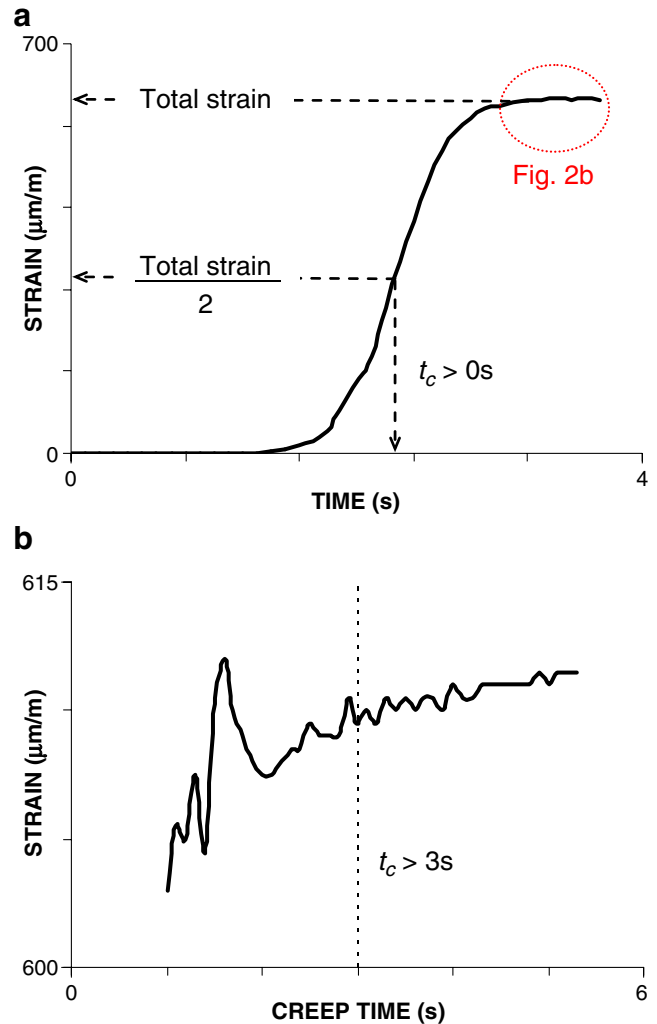 a
700
Total strain
Fig. 2b
STRAIN (μm/m)
Total strain
2
t_c > 0s
0
0
4
TIME (s)
b
615
STRAIN (μm/m)
t_c > 3s
600
0
6
CREEP TIME (s)